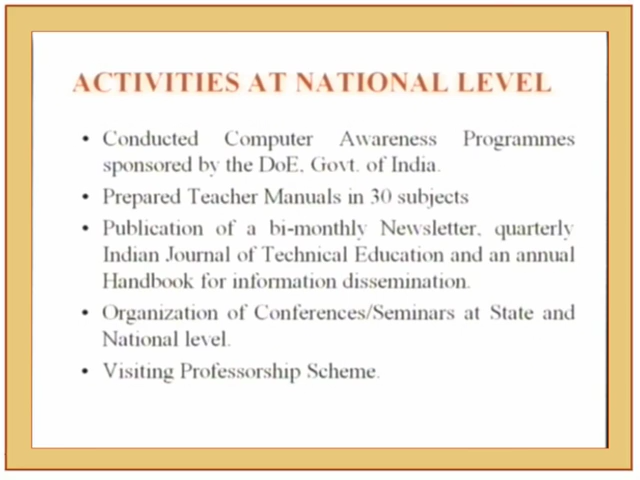 ACTIVITIES AT NATIONAL LEVEL
• Conducted Computer Awareness Programmes
sponsored by the DoE, Govt. of India.
• Prepared Teacher Manuals in 30 subjects
• Publication of a bi-monthly Newsletter, quarterly
Indian Journal of Technical Education and an annual
Handbook for information dissemination.
• Organization of Conferences/Seminars at State and
National level.
• Visiting Professorship Scheme.